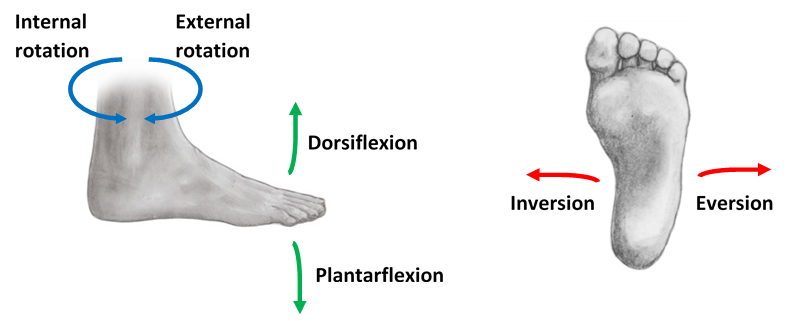 Internal
rotation
External
rotation
Dorsiflexion
Plantarflexion
Inversion
Eversion